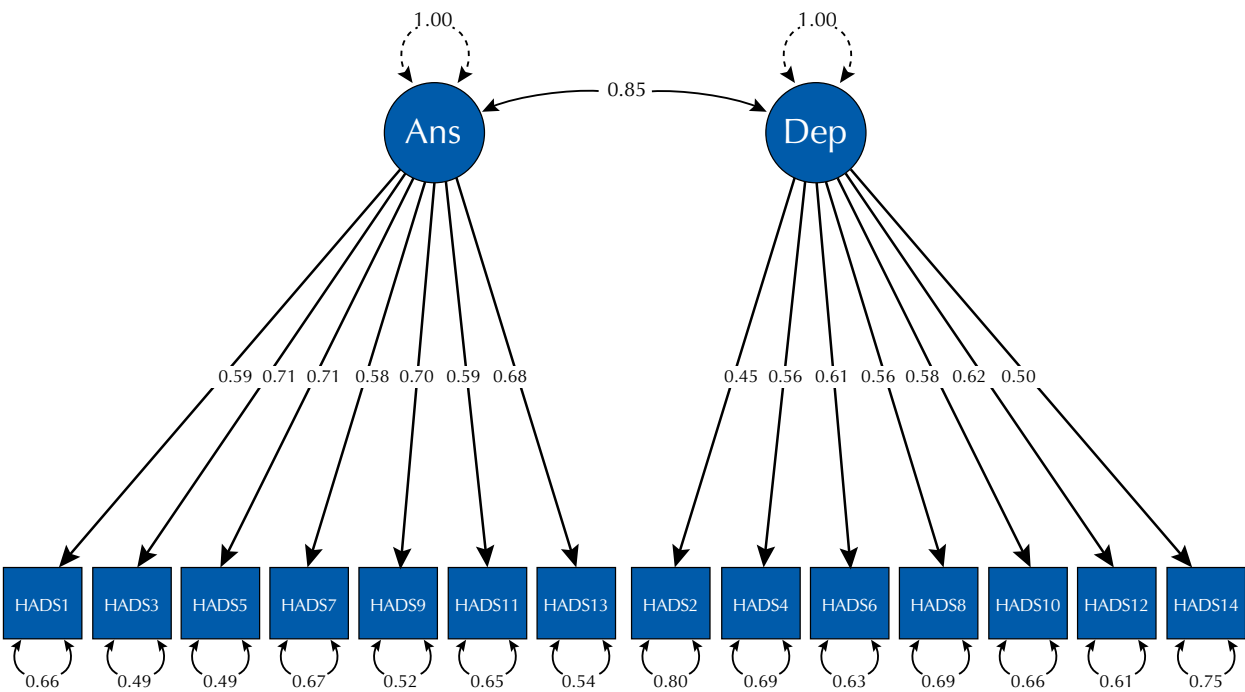 1.00 1.00
0.85
Ans Dep
0.59 0.71 0.71 0.58 0.70 0.59 0.68 0.45 0.56 0.61 0.56 0.58 0.62 0.50
HADS1 HADS3 HADS5 HADS7 HADS9 HADS11 HADS13 HADS2 HADS4 HADS6 HADS8 HADS10 HADS12 HADS14
0.66 0.49 0.49 0.67 0.52 0.65 0.54 0.80 0.69 0.63 0.69 0.66 0.61 0.75